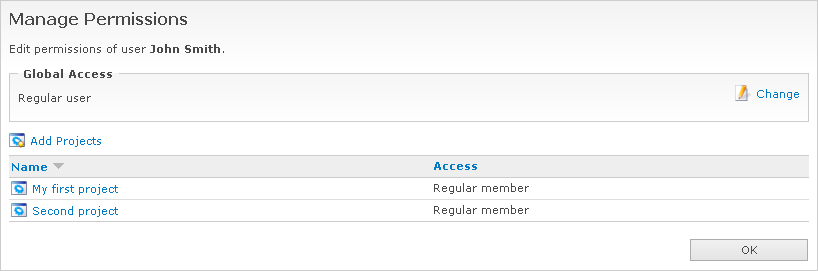 Manage Permissions
Edit permissions of user John Smith.
Global Access
Regular user
Change
Add Projects
Name Access
My first project Regular member
Second project Regular member
OK